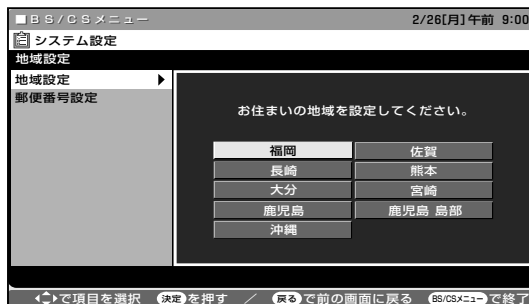 ■BS/CSメニュー 2/26[月]午前 9:00
システム設定
地域設定
地域設定
郵便番号設定
お住まいの地域を設定してください。
福岡 佐賀
長崎 熊本
大分 宮崎
鹿児島 鹿児島 島部
沖縄
で項目を選択 決定を押す / 戻るで前の画面に戻る BS/CSメニューで終了